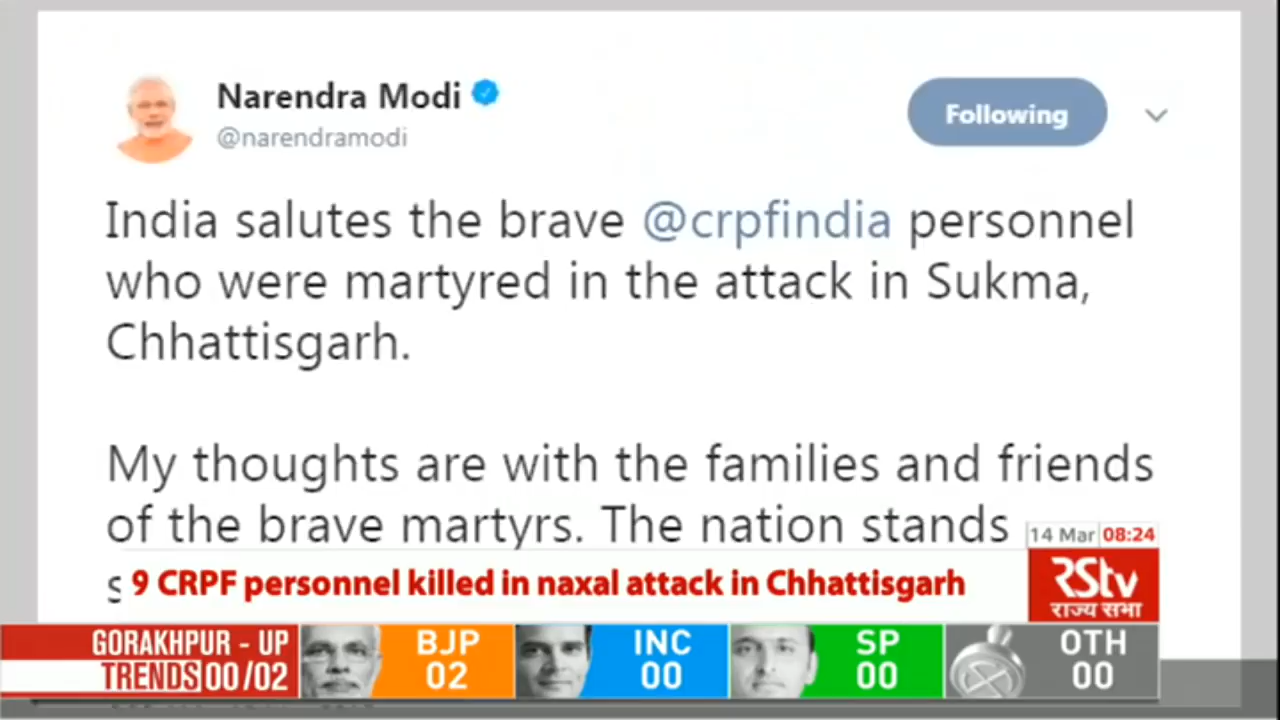 Narendra Modi
@narendramodi
Following
India salutes the brave @crpfindia personnel
who were martyred in the attack in Sukma,
Chhattisgarh.
My thoughts are with the families and friends
of the brave martyrs. The nation stands
14 Mar 08:24
9 CRPF personnel killed in naxal attack in Chhattisgarh
RSTV
राज्य सभा
GORAKHPUR - UP
TRENDS 00/02
BJP
02
INC
00
SP
00
OTH
00